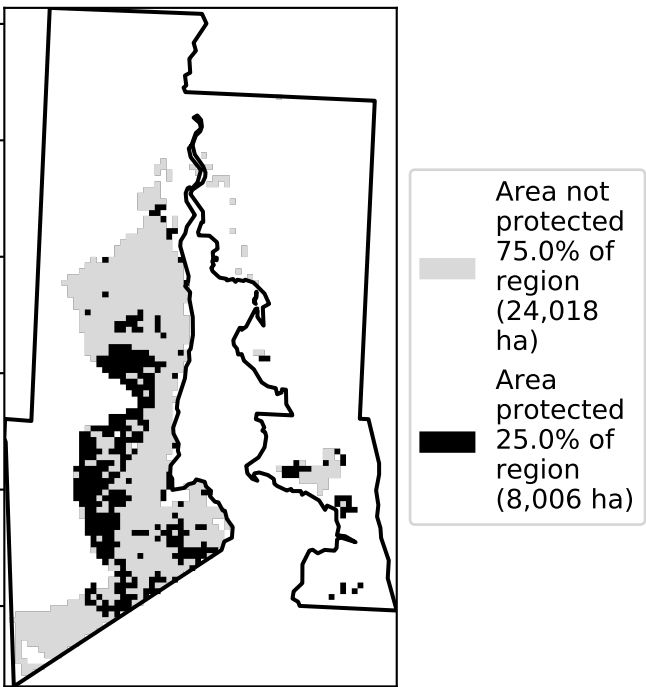 Area not
protected
75.0% of
region
(24,018
ha)
Area
protected
25.0% of
region
(8,006 ha)